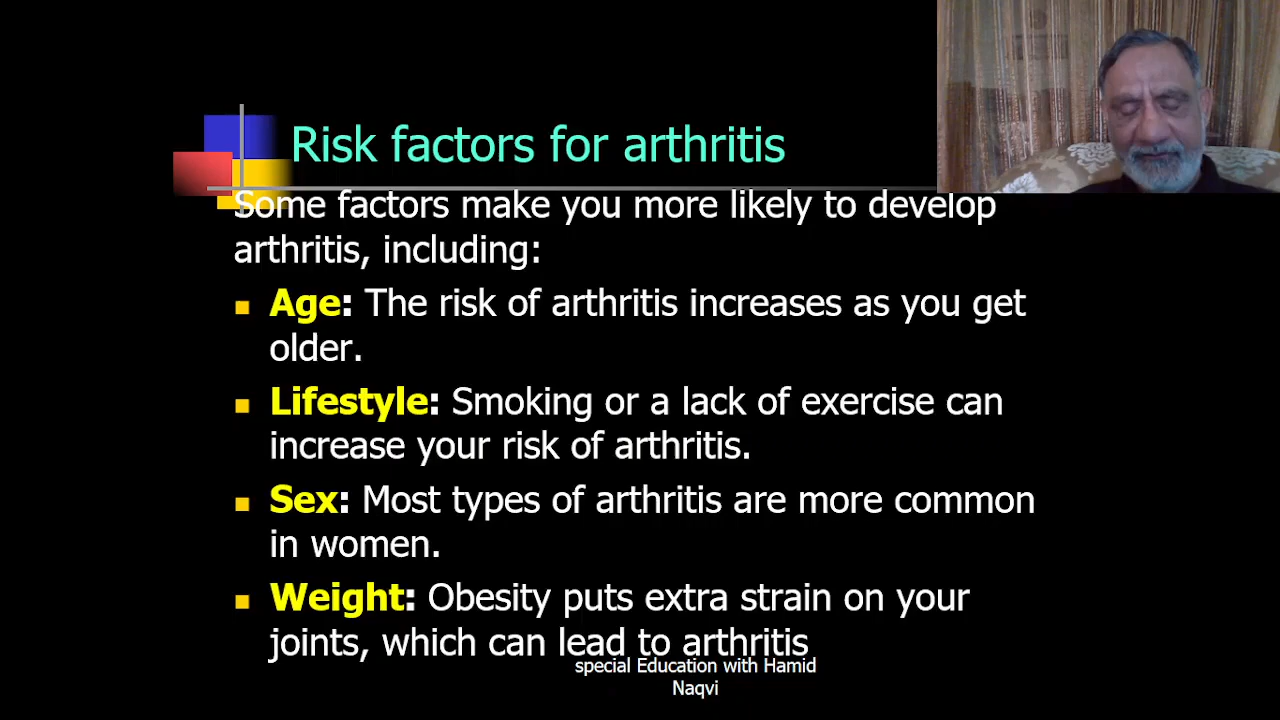 Risk factors for arthritis
Some factors make you more likely to develop
arthritis, including:
Age: The risk of arthritis increases as you get
older.
Lifestyle: Smoking or a lack of exercise can
increase your risk of arthritis.
Sex: Most types of arthritis are more common
in women.
Weight: Obesity puts extra strain on your
joints, which can lead to arthritis
special Education with Hamid
Naqvi